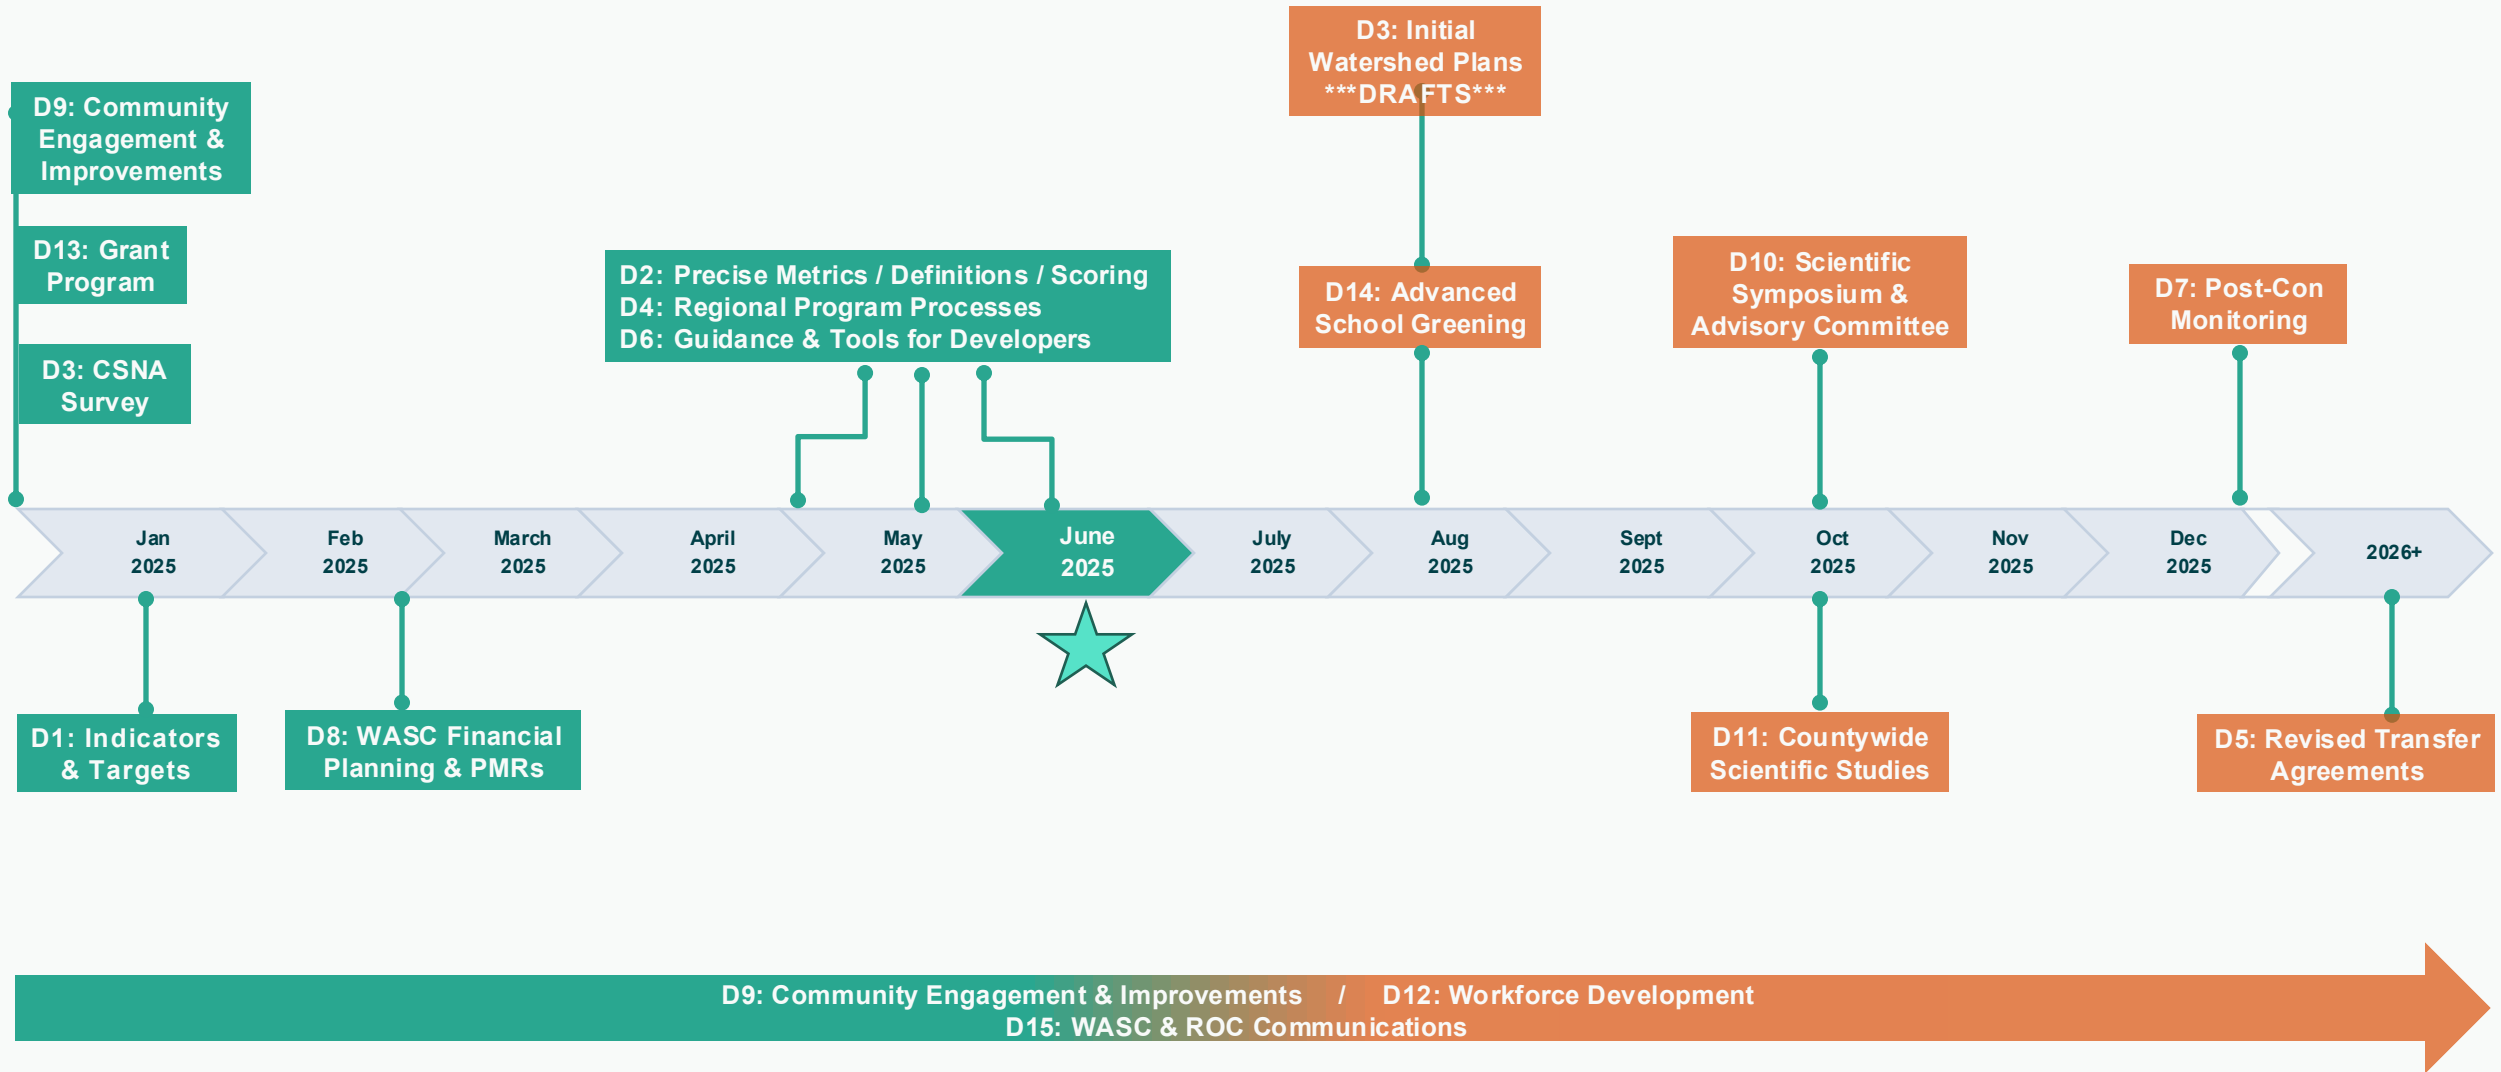 D3: Initial
Watershed Plans
***DRAFTS***
D9: Community
Engagement &
Improvements
D13: Grant
Program
D3: CSNA
Survey
D2: Precise Metrics / Definitions / Scoring
D4: Regional Program Processes
D6: Guidance & Tools for Developers
D14: Advanced
School Greening
D10: Scientific
Symposium &
Advisory Committee
D7: Post-Con
Monitoring
Jan
2025
Feb
2025
March
2025
April
2025
May
2025
June
2025
July
2025
Aug
2025
Sept
2025
Oct
2025
Nov
2025
Dec
2025
2026+
D1: Indicators
& Targets
D8: WASC Financial
Planning & PMRs
D11: Countywide
Scientific Studies
D5: Revised Transfer
Agreements
D9: Community Engagement & Improvements / D12: Workforce Development
D15: WASC & ROC Communications